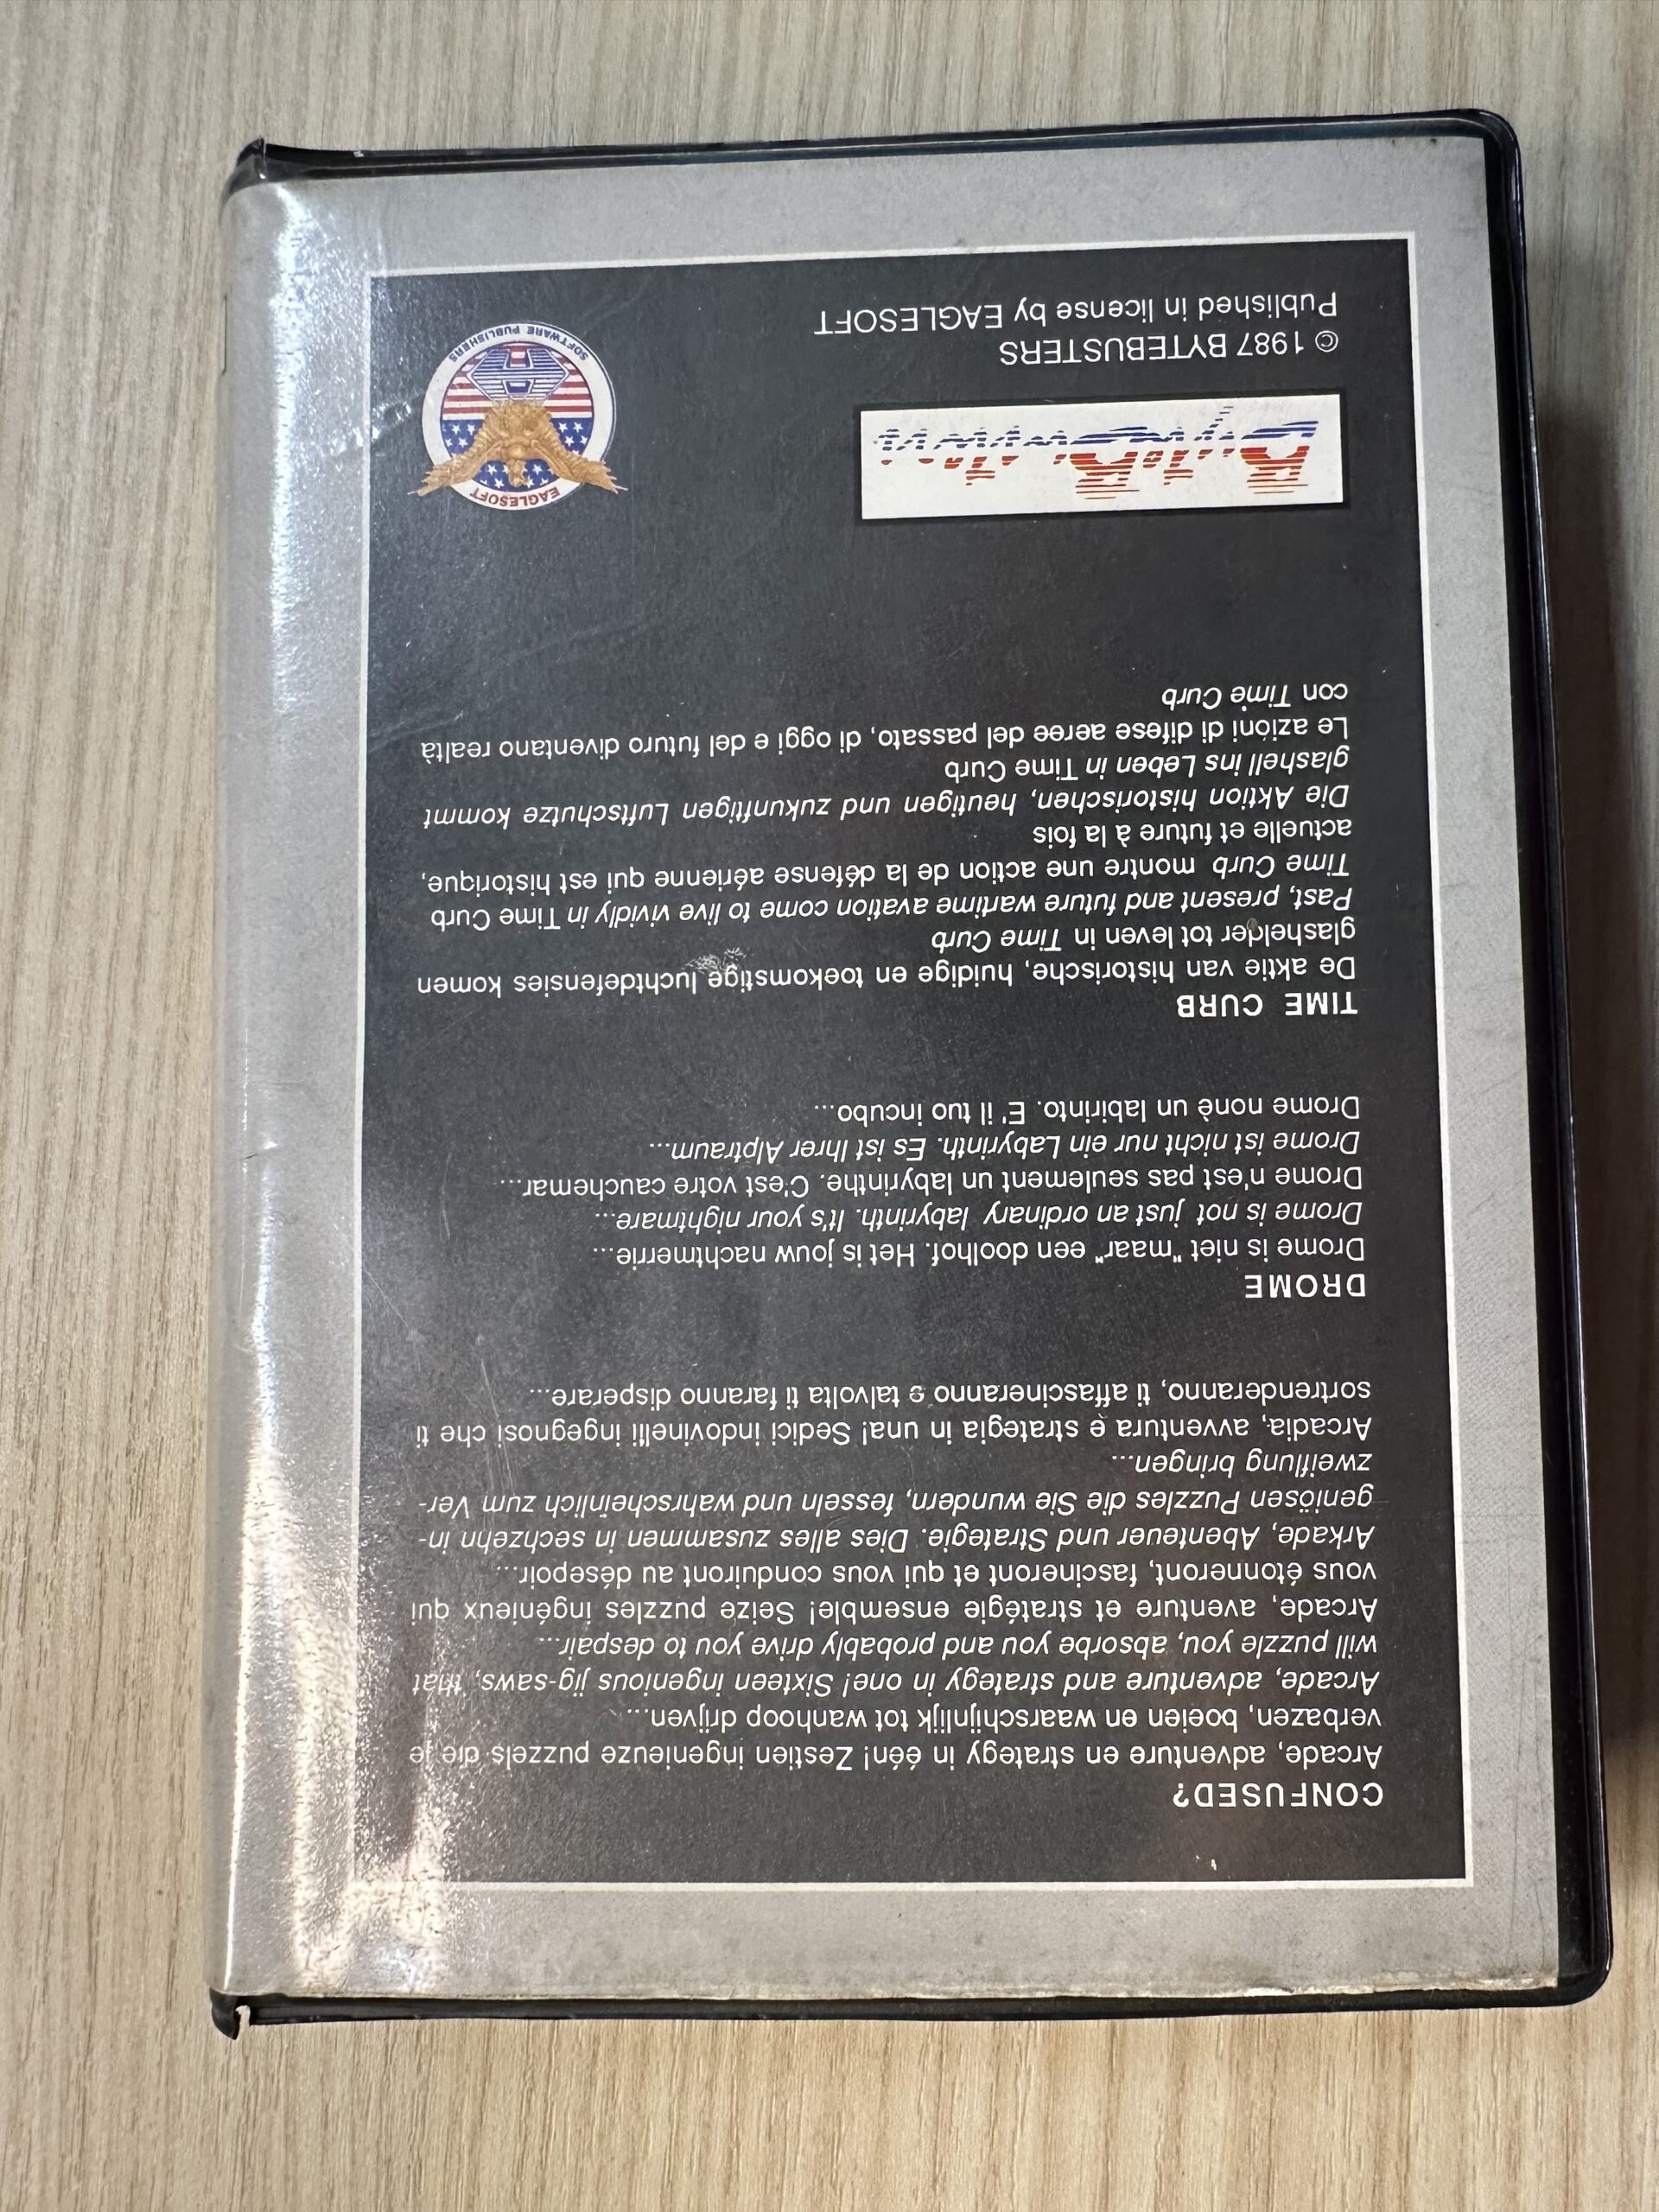 CONFUSED?
Arcade, adventure en strategy in één! Zestien ingenieuze puzzels die je
verbazen, boeien en waarschijnlijk tot wanhoop drijven...
Arcade, adventure and strategy in one! Sixteen ingenious jig-saws, that
will puzzle you, absorbe you and probably drive you to despair...
Arcade, aventure et stratégie ensemble! Seize puzzles ingénieux qui
vous étonneront, fascineront et qui vous conduiront au désepoir...
Arkade, Abenteuer und Strategie. Dies alles zusammen in sechzehn in-
geniösen Puzzles die Sie wundern, fesseln und wahrscheinlich zum Ver-
zweiflung bringen...
Arcadia, avventura e strategia in una! Sedici indovinelli ingegnosi che ti
sortrenderanno, ti affascineranno e talvolta ti faranno disperare...
DROME
Drome is niet "maar" een doolhof. Het is jouw nachtmerrie...
Drome is not just an ordinary labyrinth. It's your nightmare...
Drome n'est pas seulement un labyrinthe. C'est votre cauchemar...
Drome ist nicht nur ein Labyrinth. Es ist Ihrer Alptraum...
Drome nonè un labirinto. E' il tuo incubo...
TIME CURB
De aktie van historische, huidige en toekomstige luchtdefensies komen
glashelder tot leven in Time Curb
Past, present and future wartime avation come to live vividly in Time Curb
Time Curb montre une action de la défense aérienne qui est historique,
actuelle et future à la fois
Die Aktion historischen, heutigen und zukunftigen Luftschutze kommt
glashell ins Leben in Time Curb
Le azioni di difese aeree del passato, di oggi e del futuro diventano realtà
con Time Curb
ByteBusters
© 1987 BYTEBUSTERS
Published in license by EAGLESOFT
EAGLESOFT
SOFTWARE PUBLISHERS